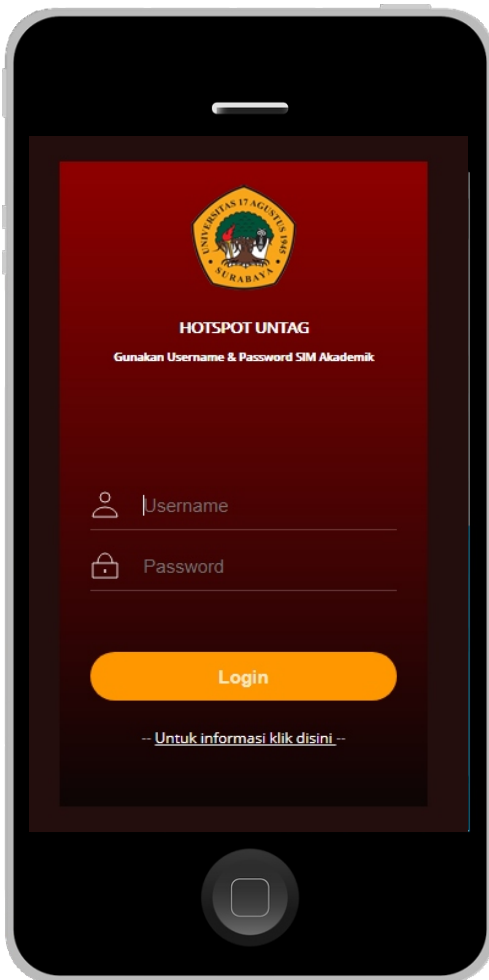 UNIVERSITAS 17 AGUSTUS 1945
SURABAYA
HOTSPOT UNTAG
Gunakan Username & Password SIM Akademik
Username
Password
Login
-- Untuk informasi klik disini --